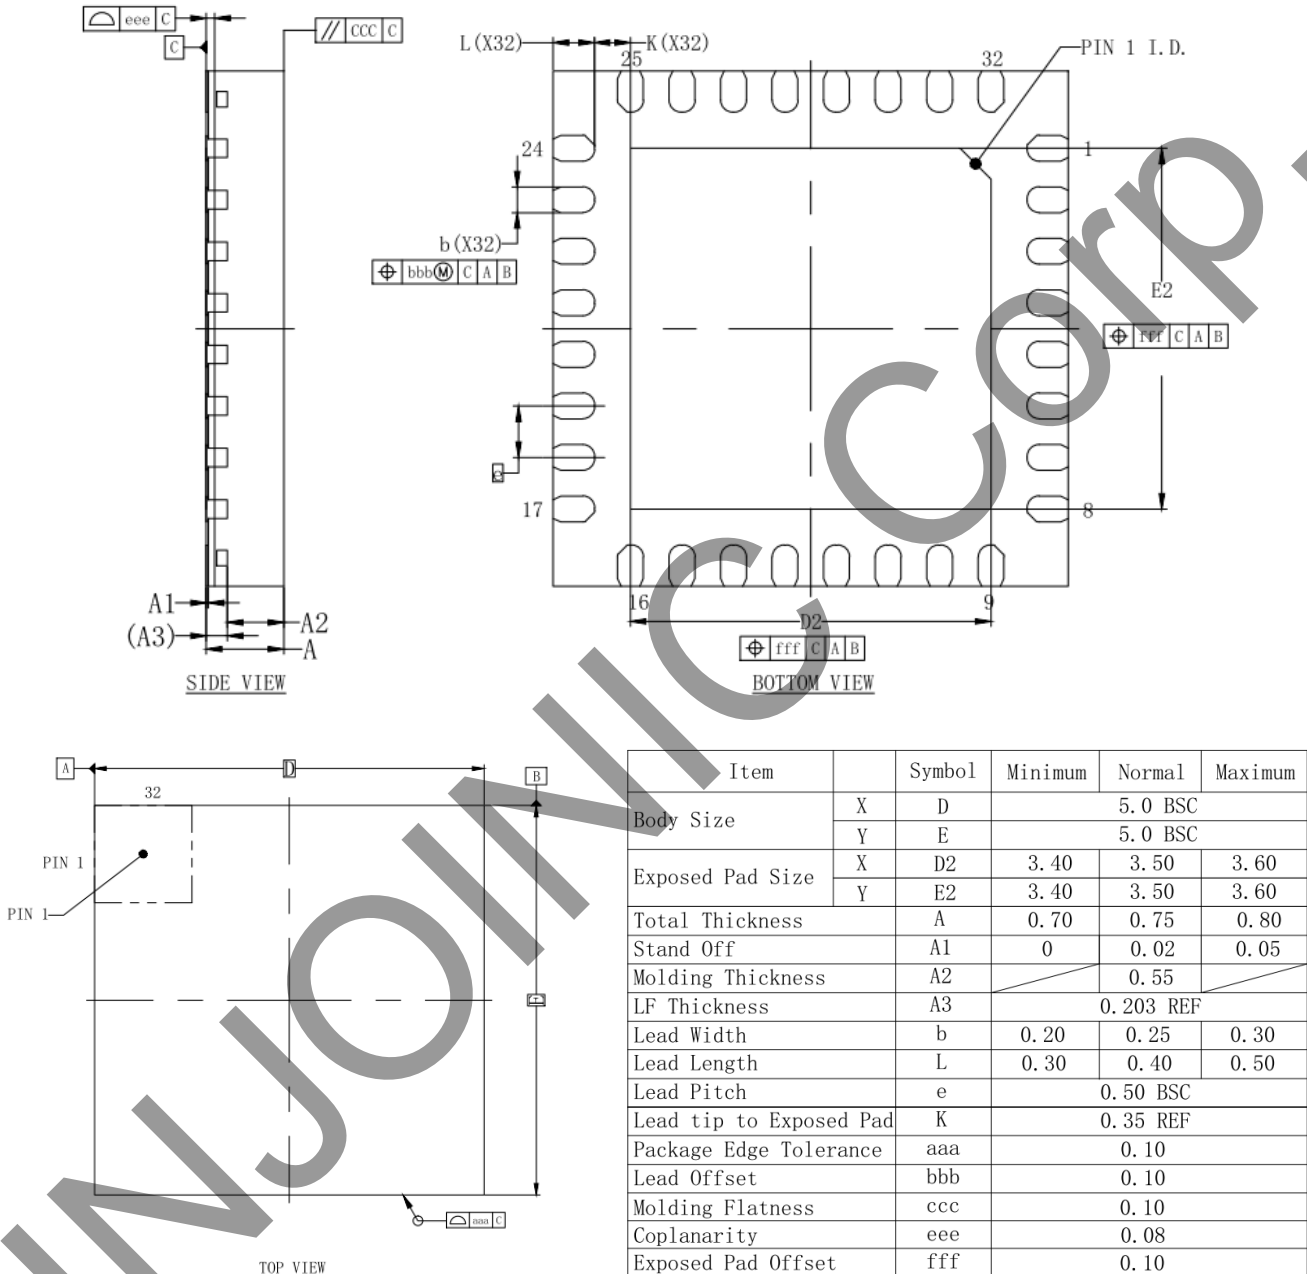 eee C
C
// CCC C
A1
(A3)
A2
A
SIDE VIEW
L(X32)
K(X32)
PIN 1 I.D.
25
32
24
1
b(X32)
bbb M C A B
E2
fff C A B
e
17
8
16
9
D2
fff C A B
BOTTOM VIEW
A
D
B
32
PIN 1
PIN 1
E
aaa C
TOP VIEW
Item Symbol Minimum Normal Maximum
Body Size X D 5.0 BSC
Y E 5.0 BSC
Exposed Pad Size X D2 3.40 3.50 3.60
Y E2 3.40 3.50 3.60
Total Thickness A 0.70 0.75 0.80
Stand Off A1 0 0.02 0.05
Molding Thickness A2 0.55
LF Thickness A3 0.203 REF
Lead Width b 0.20 0.25 0.30
Lead Length L 0.30 0.40 0.50
Lead Pitch e 0.50 BSC
Lead tip to Exposed Pad K 0.35 REF
Package Edge Tolerance aaa 0.10
Lead Offset bbb 0.10
Molding Flatness ccc 0.10
Coplanarity eee 0.08
Exposed Pad Offset fff 0.10
INJOINIC Corp